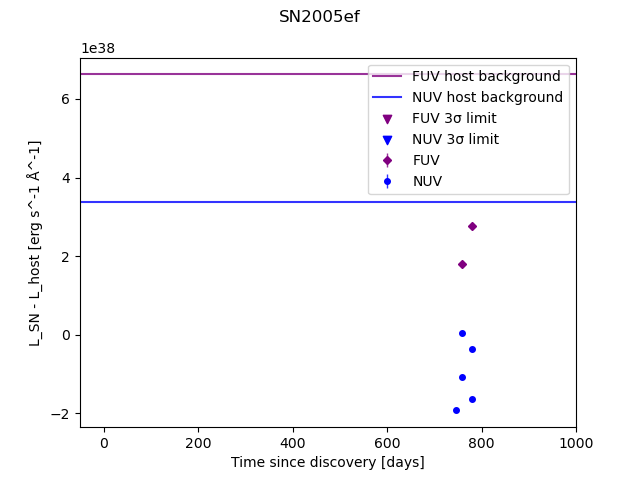 SN2005ef
1e38
FUV host background
NUV host background
FUV 3σ limit
NUV 3σ limit
FUV
NUV
6
4
2
0
−2
L_SN - L_host [erg s^-1 Å^-1]
0 200 400 600 800 1000
Time since discovery [days]